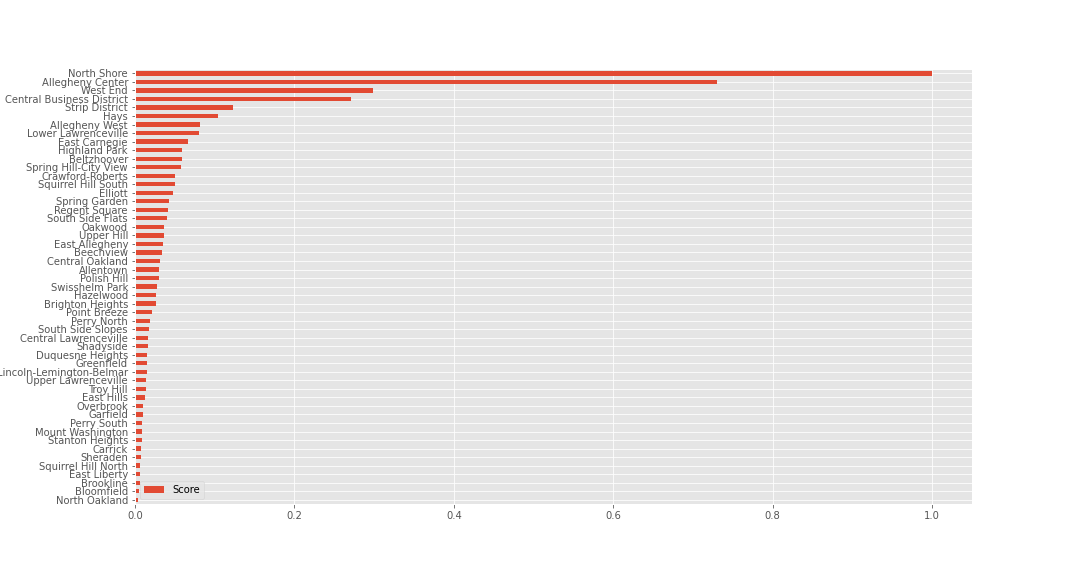 North Shore
Allegheny Center
West End
Central Business District
Strip District
Hays
Allegheny West
Lower Lawrenceville
East Carnegie
Highland Park
Beltzhoover
Spring Hill-City View
Crawford-Roberts
Squirrel Hill South
Elliott
Spring Garden
Regent Square
South Side Flats
Oakwood
Upper Hill
East Allegheny
Beechview
Central Oakland
Allentown
Polish Hill
Swisshelm Park
Hazelwood
Brighton Heights
Point Breeze
Perry North
South Side Slopes
Central Lawrenceville
Shadyside
Duquesne Heights
Greenfield
Lincoln-Lemington-Belmar
Upper Lawrenceville
Troy Hill
East Hills
Overbrook
Garfield
Perry South
Mount Washington
Stanton Heights
Carrick
Sheraden
Squirrel Hill North
East Liberty
Brookline
Bloomfield
North Oakland
Score
0.0 0.2 0.4 0.6 0.8 1.0